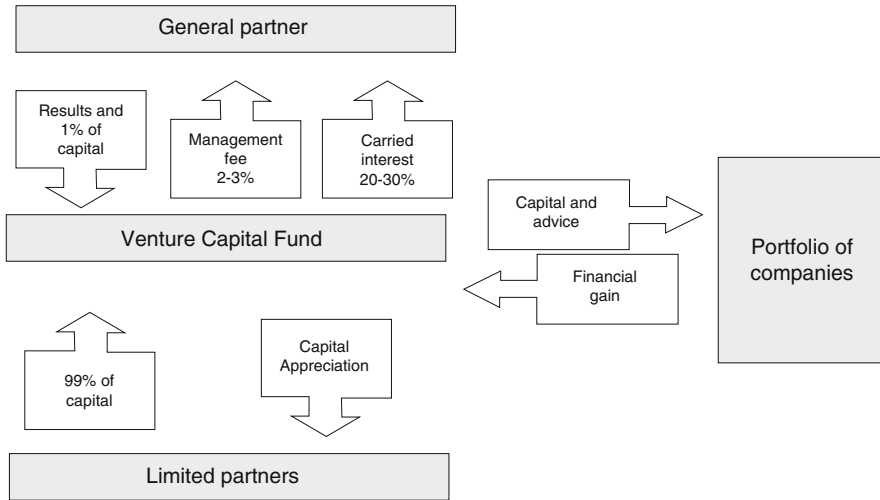 General partner
Results and
1% of
capital
Management
fee
2-3%
Carried
interest
20-30%
Venture Capital Fund
Capital and
advice
Financial
gain
Portfolio of
companies
99% of
capital
Capital
Appreciation
Limited partners